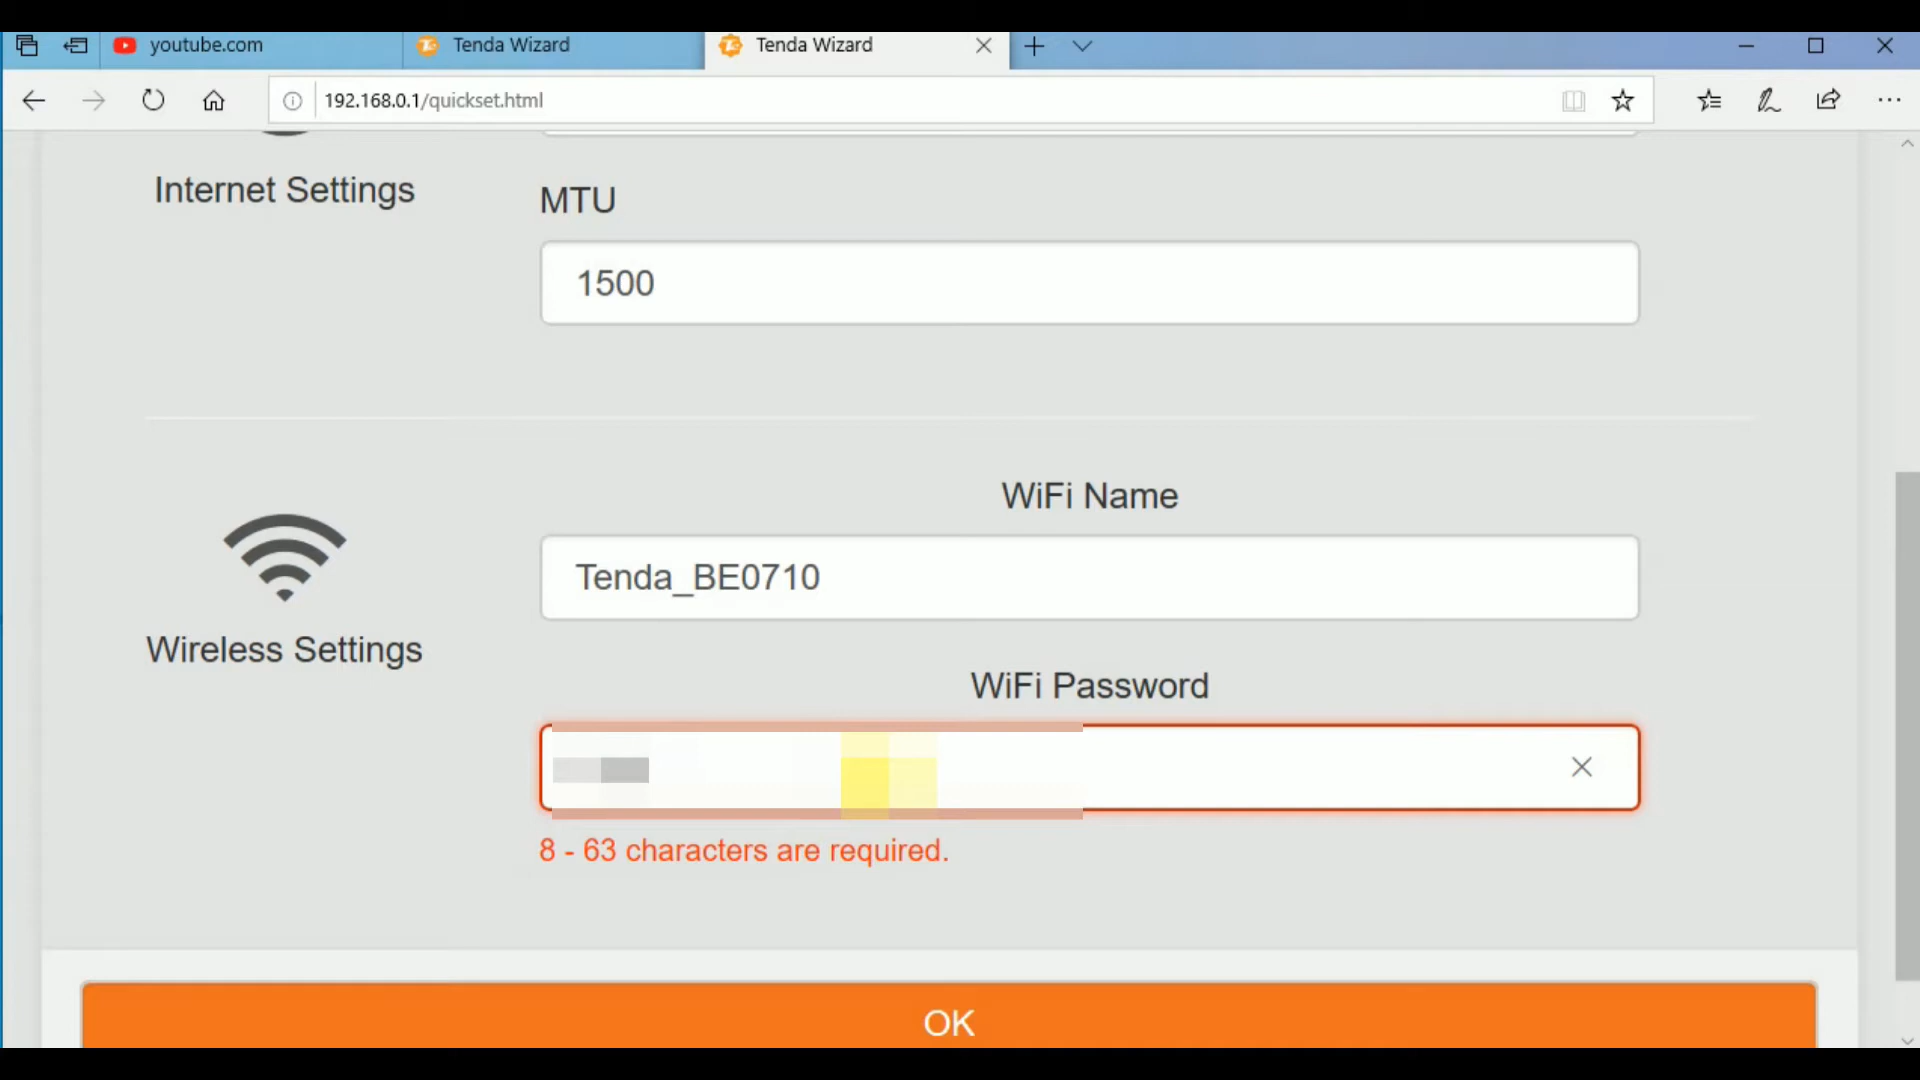 youtube.com
Tenda Wizard
Tenda Wizard
192.168.0.1/quickset.html
Internet Settings
MTU
1500
WiFi Name
Tenda_BE0710
Wireless Settings
WiFi Password
8 - 63 characters are required.
OK